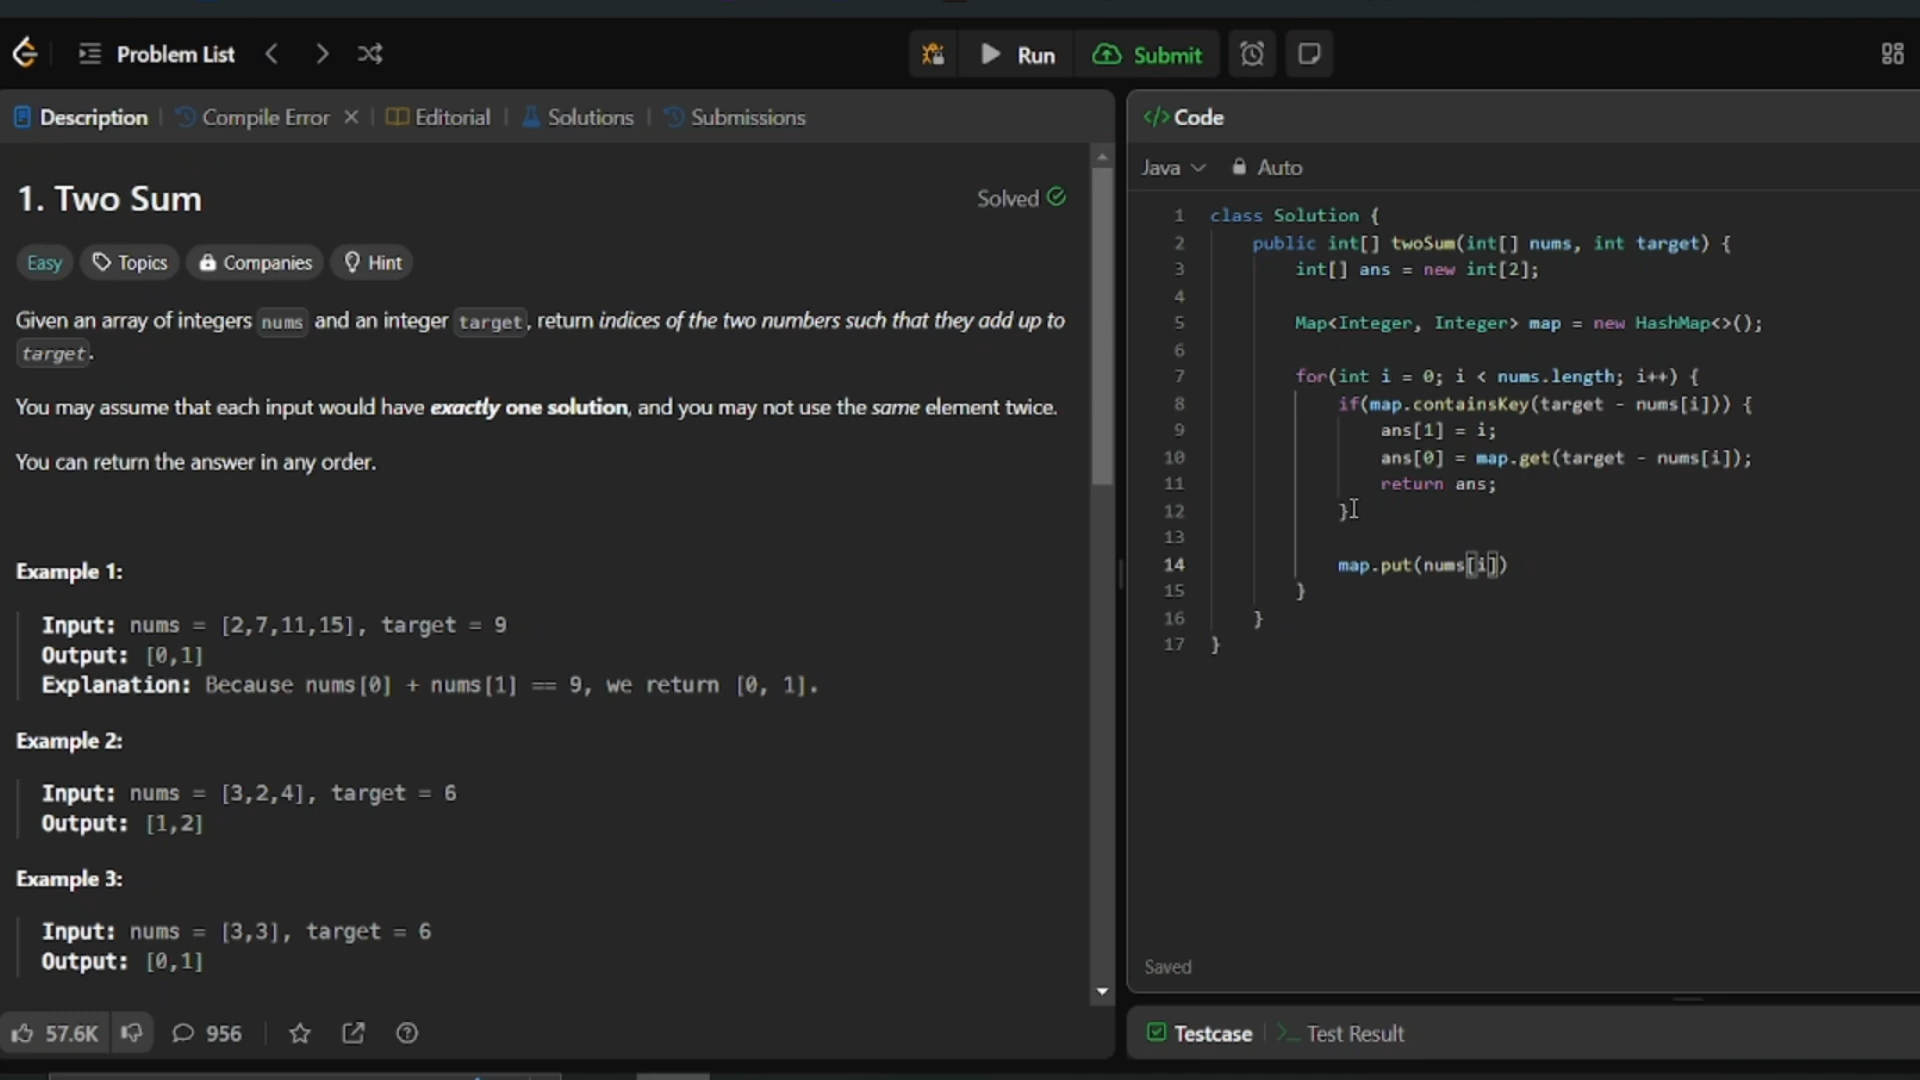 Problem List
Run
Submit
Description
Compile Error
Editorial
Solutions
Submissions
1. Two Sum
Solved
Easy
Topics
Companies
Hint
Given an array of integers nums and an integer target, return indices of the two numbers such that they add up to
target.
You may assume that each input would have exactly one solution, and you may not use the same element twice.
You can return the answer in any order.
Example 1:
Input: nums = [2,7,11,15], target = 9
Output: [0,1]
Explanation: Because nums[0] + nums[1] == 9, we return [0, 1].
Example 2:
Input: nums = [3,2,4], target = 6
Output: [1,2]
Example 3:
Input: nums = [3,3], target = 6
Output: [0,1]
57.6K
956
</> Code
Java
Auto
1 class Solution {
2 public int[] twoSum(int[] nums, int target) {
3 int[] ans = new int[2];
4
5 Map<Integer, Integer> map = new HashMap<>();
6
7 for(int i = 0; i < nums.length; i++) {
8 if(map.containsKey(target - nums[i])) {
9 ans[1] = i;
10 ans[0] = map.get(target - nums[i]);
11 return ans;
12 }
13
14 map.put(nums[i])
15 }
16 }
17 }
Saved
Testcase
Test Result